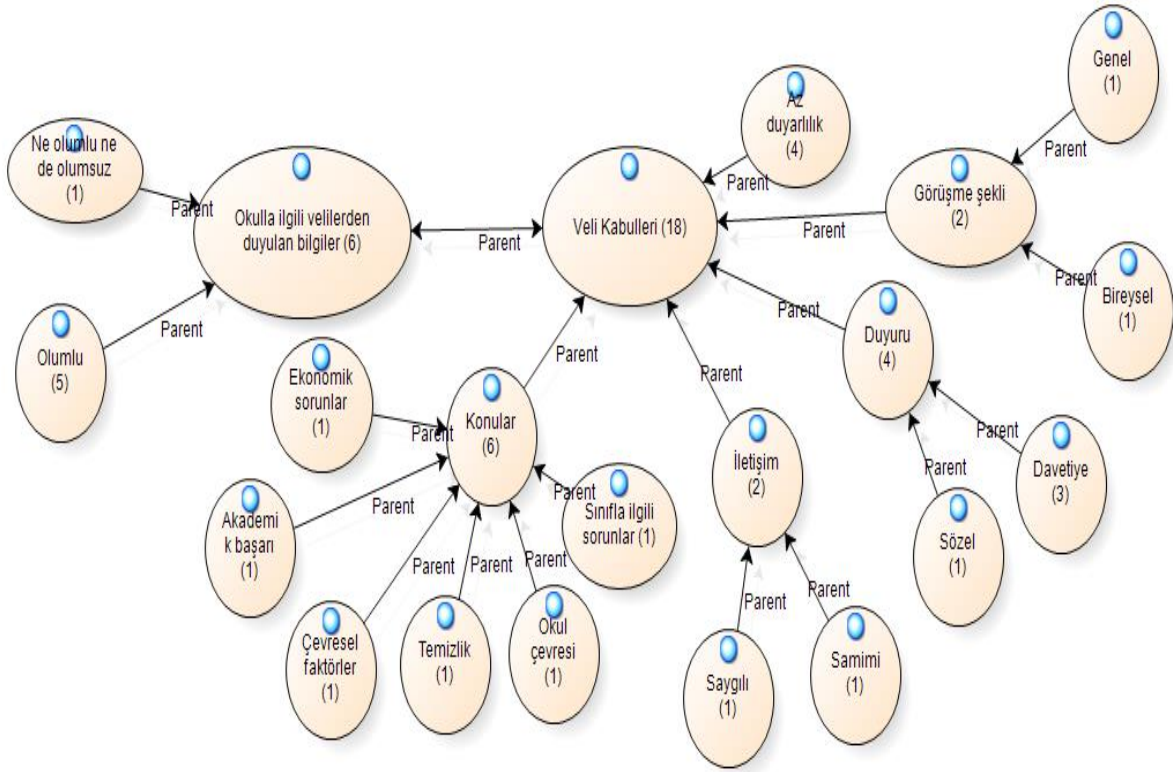 Genel
(1)
Az
duyarlılık
(4)
Parent
Ne olumlu ne
de olumsuz
(1)
Parent
Parent
Görüşme şekli
(2)
Parent
Okulla ilgili velilerden
duyulan bilgiler (6)
Parent
Veli Kabulleri (18)
Parent
Parent
Bireysel
(1)
Olumlu
(5)
Parent
Parent
Duyuru
(4)
Ekonomik
sorunlar
(1)
Parent
Konular
(6)
Parent
Parent
Parent
İletişim
(2)
Parent
Davetiye
(3)
Akademi
k başarı
(1)
Parent
Parent
Sınıfla ilgili
sorunlar (1)
Parent
Sözel
(1)
Parent
Parent
Parent
Parent
Parent
Çevresel
faktörler
(1)
Temizlik
(1)
Okul
çevresi
(1)
Saygılı
(1)
Samimi
(1)